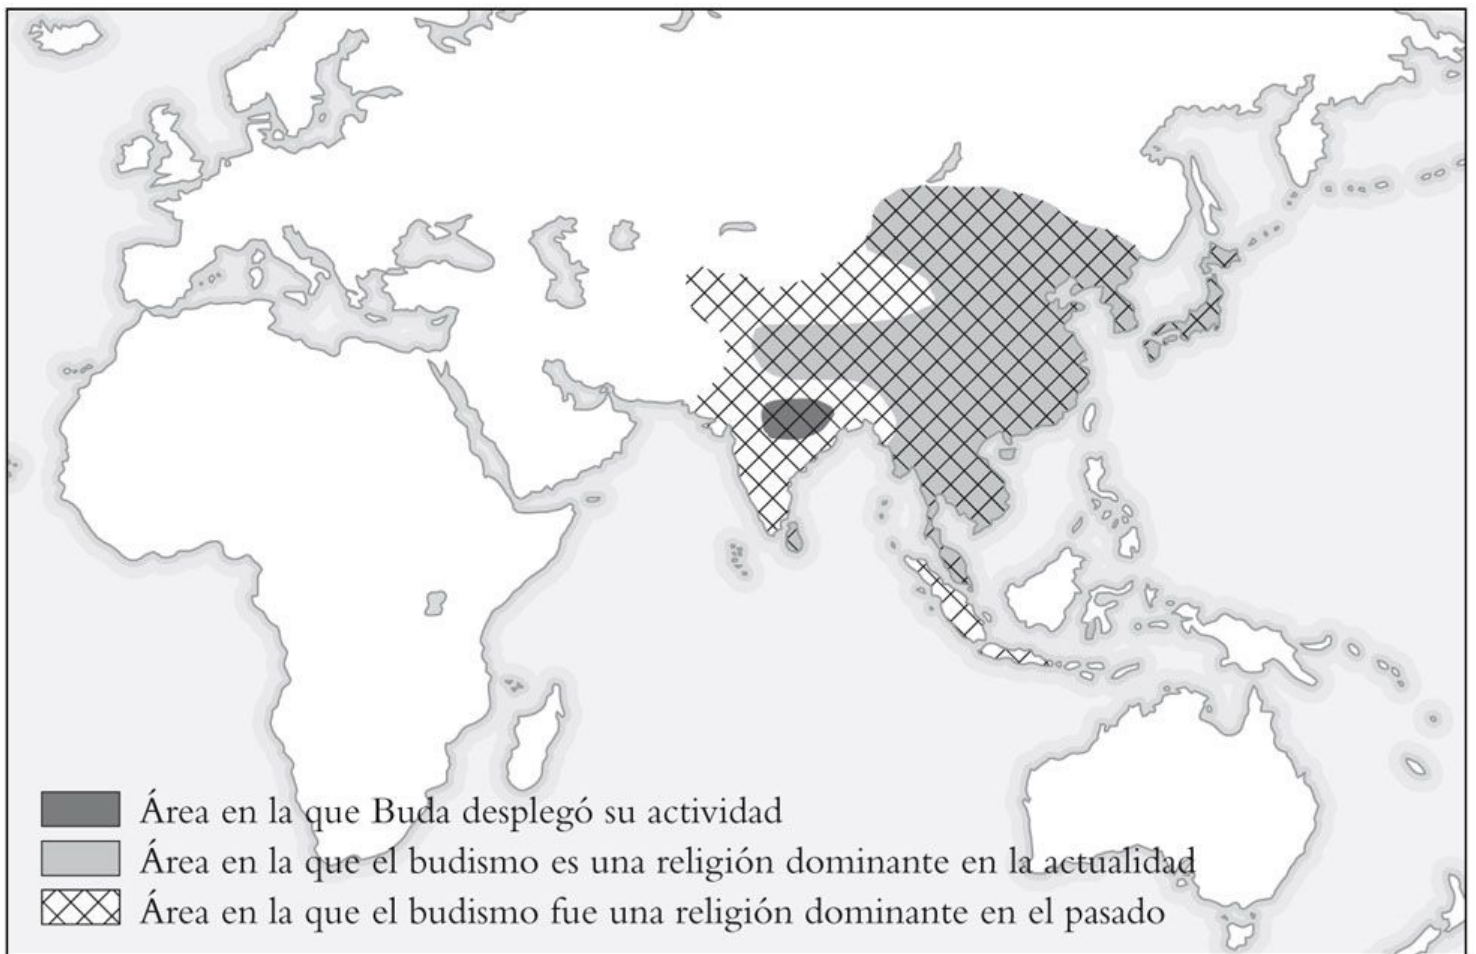 Área en la que Buda desplegó su actividad
Área en la que el budismo es una religión dominante en la actualidad
Área en la que el budismo fue una religión dominante en el pasado